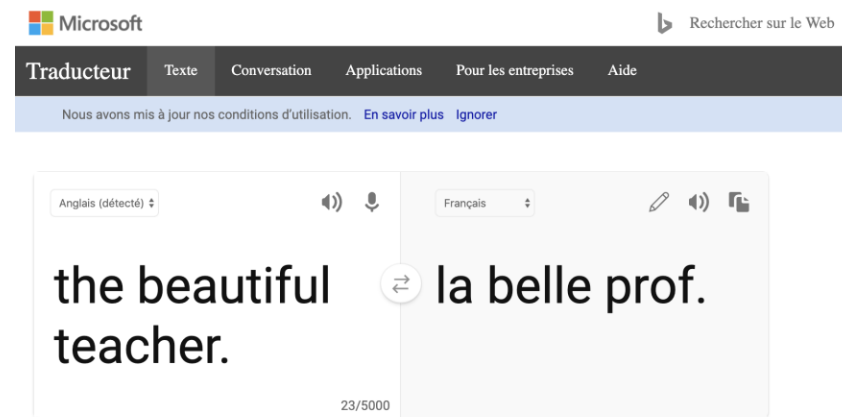 Microsoft
Rechercher sur le Web
Traducteur Texte Conversation Applications Pour les entreprises Aide
Nous avons mis à jour nos conditions d'utilisation. En savoir plus Ignorer
Anglais (détecté)
the beautiful
teacher.
23/5000
Français
la belle prof.